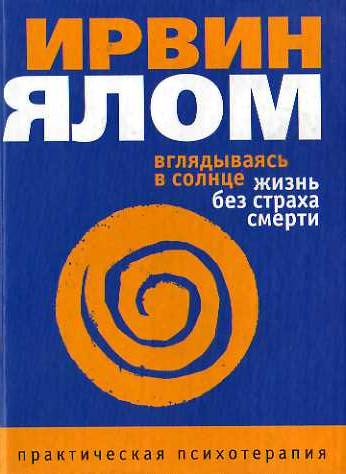 ИРВИН
ЯЛОМ
вглядываясь
в солнце жизнь
без страха
смерти
практическая психотерапия